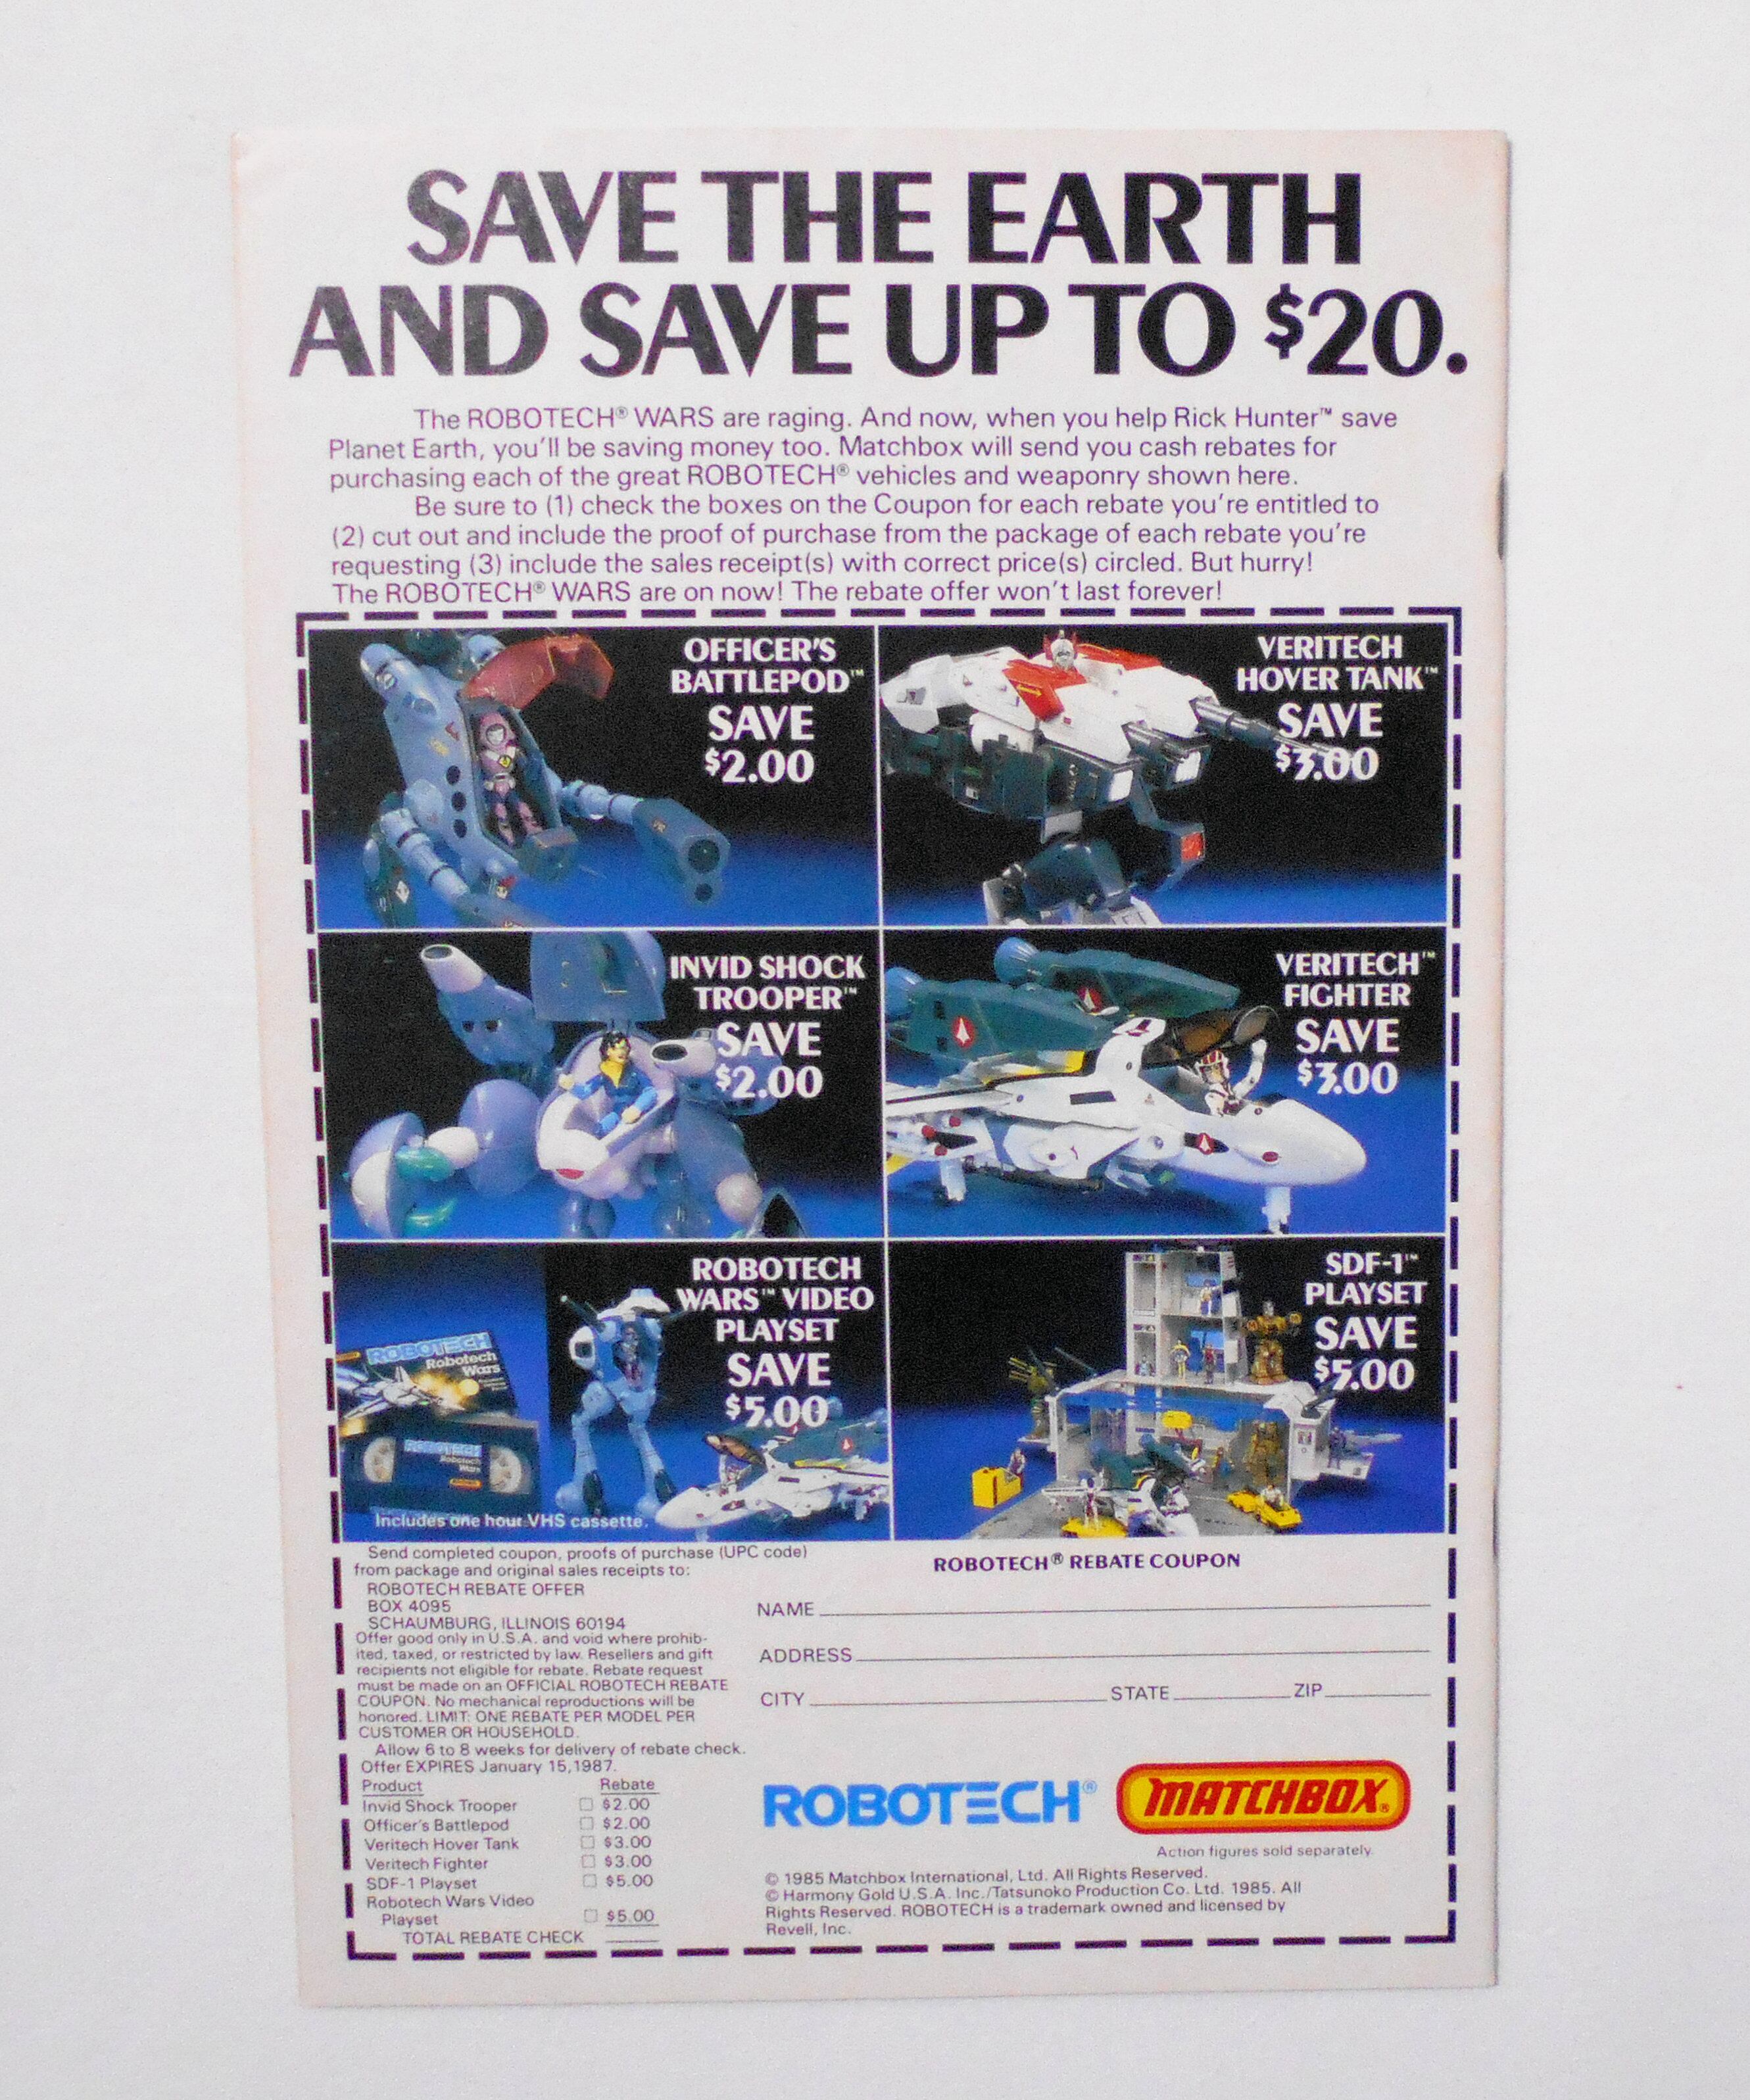 SAVE THE EARTH
AND SAVE UP TO $20.
The ROBOTECH® WARS are raging. And now, when you help Rick Hunter™ save
Planet Earth, you'll be saving money too. Matchbox will send you cash rebates for
purchasing each of the great ROBOTECH® vehicles and weaponry shown here.
Be sure to (1) check the boxes on the Coupon for each rebate you're entitled to
(2) cut out and include the proof of purchase from the package of each rebate you're
requesting (3) include the sales receipt(s) with correct price(s) circled. But hurry!
The ROBOTECH® WARS are on now! The rebate offer won't last forever!
OFFICER'S
BATTLEPOD™
SAVE
$2.00
VERITECH
HOVER TANK™
SAVE
$3.00
INVID SHOCK
TROOPER™
SAVE
$2.00
VERITECH™
FIGHTER
SAVE
$3.00
ROBOTECH
WARS™ VIDEO
PLAYSET
SAVE
$5.00
ROBOTECH
Robotech
Wars
ROBOTECH
Robotech
Wars
Includes one hour VHS cassette.
SDF-1™
PLAYSET
SAVE
$5.00
Send completed coupon, proofs of purchase (UPC code)
from package and original sales receipts to:
ROBOTECH REBATE OFFER
BOX 4095
SCHAUMBURG, ILLINOIS 60194
Offer good only in U.S.A. and void where prohib-
ited, taxed, or restricted by law. Resellers and gift
recipients not eligible for rebate. Rebate request
must be made on an OFFICIAL ROBOTECH REBATE
COUPON. No mechanical reproductions will be
honored. LIMIT: ONE REBATE PER MODEL PER
CUSTOMER OR HOUSEHOLD.
Allow 6 to 8 weeks for delivery of rebate check.
Offer EXPIRES January 15, 1987.
Product Rebate
Invid Shock Trooper ☐ $2.00
Officer's Battlepod ☐ $2.00
Veritech Hover Tank ☐ $3.00
Veritech Fighter ☐ $3.00
SDF-1 Playset ☐ $5.00
Robotech Wars Video
Playset ☐ $5.00
TOTAL REBATE CHECK
ROBOTECH® REBATE COUPON
NAME
ADDRESS
CITY STATE ZIP
ROBOTECH® MATCHBOX®
Action figures sold separately.
© 1985 Matchbox International, Ltd. All Rights Reserved.
© Harmony Gold U.S.A. Inc./Tatsunoko Production Co. Ltd. 1985. All
Rights Reserved. ROBOTECH is a trademark owned and licensed by
Revell, Inc.